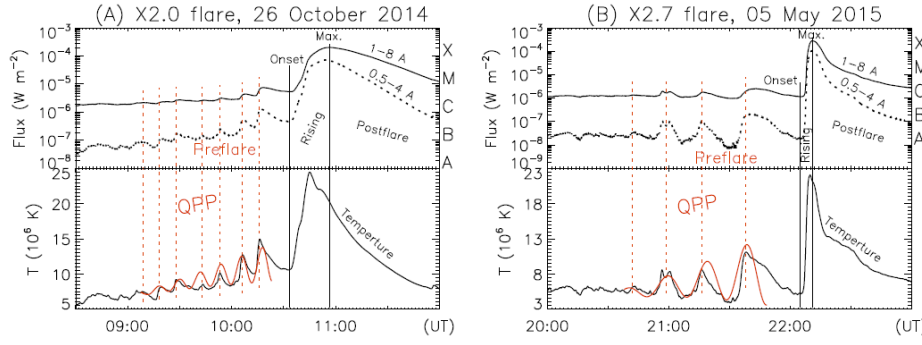 (A) X2.0 flare, 26 October 2014
10⁻³
10⁻⁴
10⁻⁵
10⁻⁶
10⁻⁷
10⁻⁸
Flux (W m⁻²)
Onset
Max.
1−8 A
0.5−4 A
Rising
Postflare
Preflare
X
M
C
B
A
25
20
15
10
5
T (10⁶ K)
QPP
Temperture
09:00
10:00
11:00
(UT)
(B) X2.7 flare, 05 May 2015
10⁻³
10⁻⁴
10⁻⁵
10⁻⁶
10⁻⁷
10⁻⁸
10⁻⁹
Flux (W m⁻²)
Onset
Max.
1−8 A
0.5−4 A
Rising
Postflare
Preflare
X
M
C
B
A
23
18
13
8
3
T (10⁶ K)
QPP
Temperture
20:00
21:00
22:00
(UT)